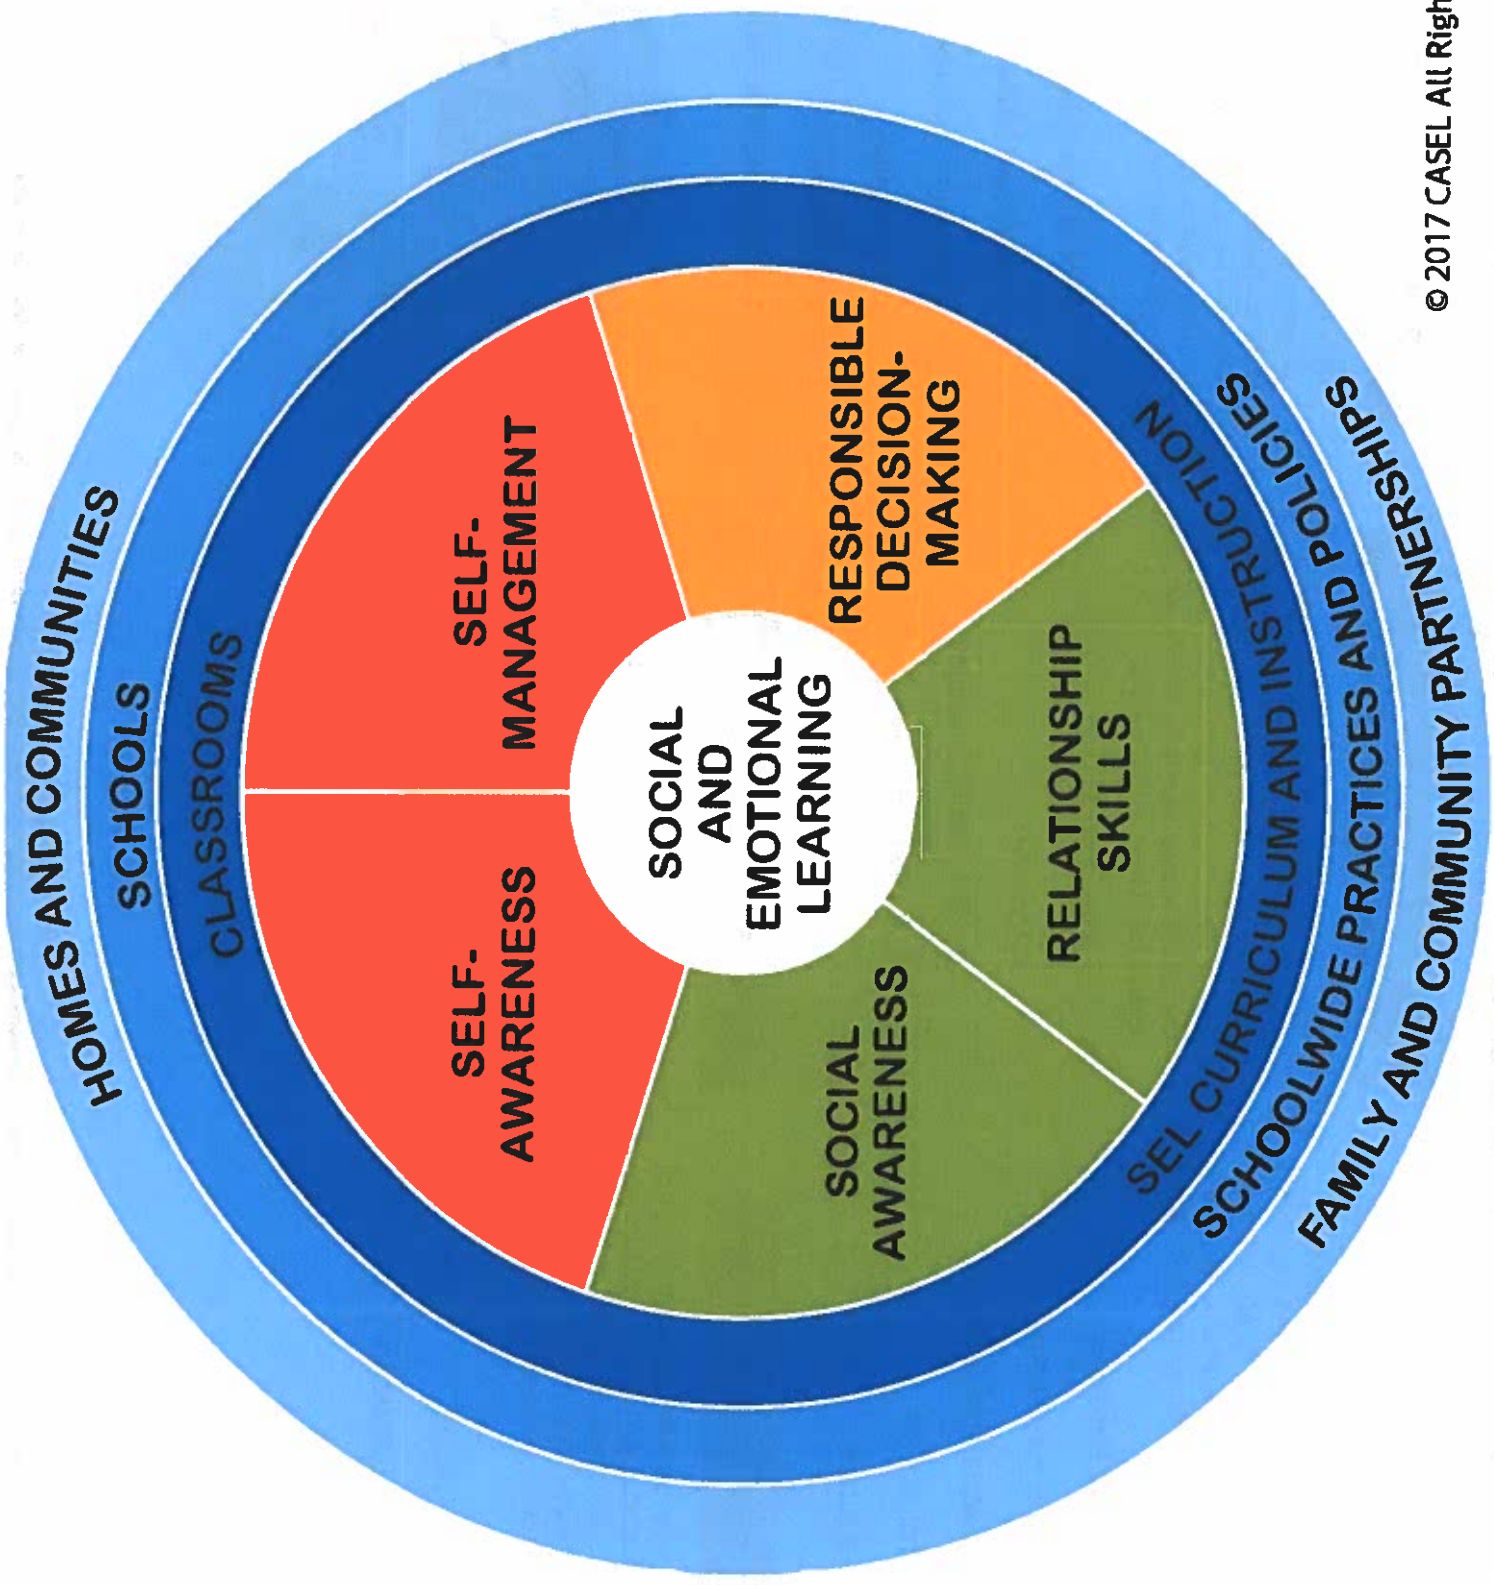 HOMES AND COMMUNITIES
SCHOOLS
CLASSROOMS
SELF-
AWARENESS
SELF-
MANAGEMENT
SOCIAL
AND
EMOTIONAL
LEARNING
SOCIAL
AWARENESS
RESPONSIBLE
DECISION-
MAKING
RELATIONSHIP
SKILLS
SEL CURRICULUM AND INSTRUCTION
SCHOOLWIDE PRACTICES AND POLICIES
FAMILY AND COMMUNITY PARTNERSHIPS
© 2017 CASEL All Righ